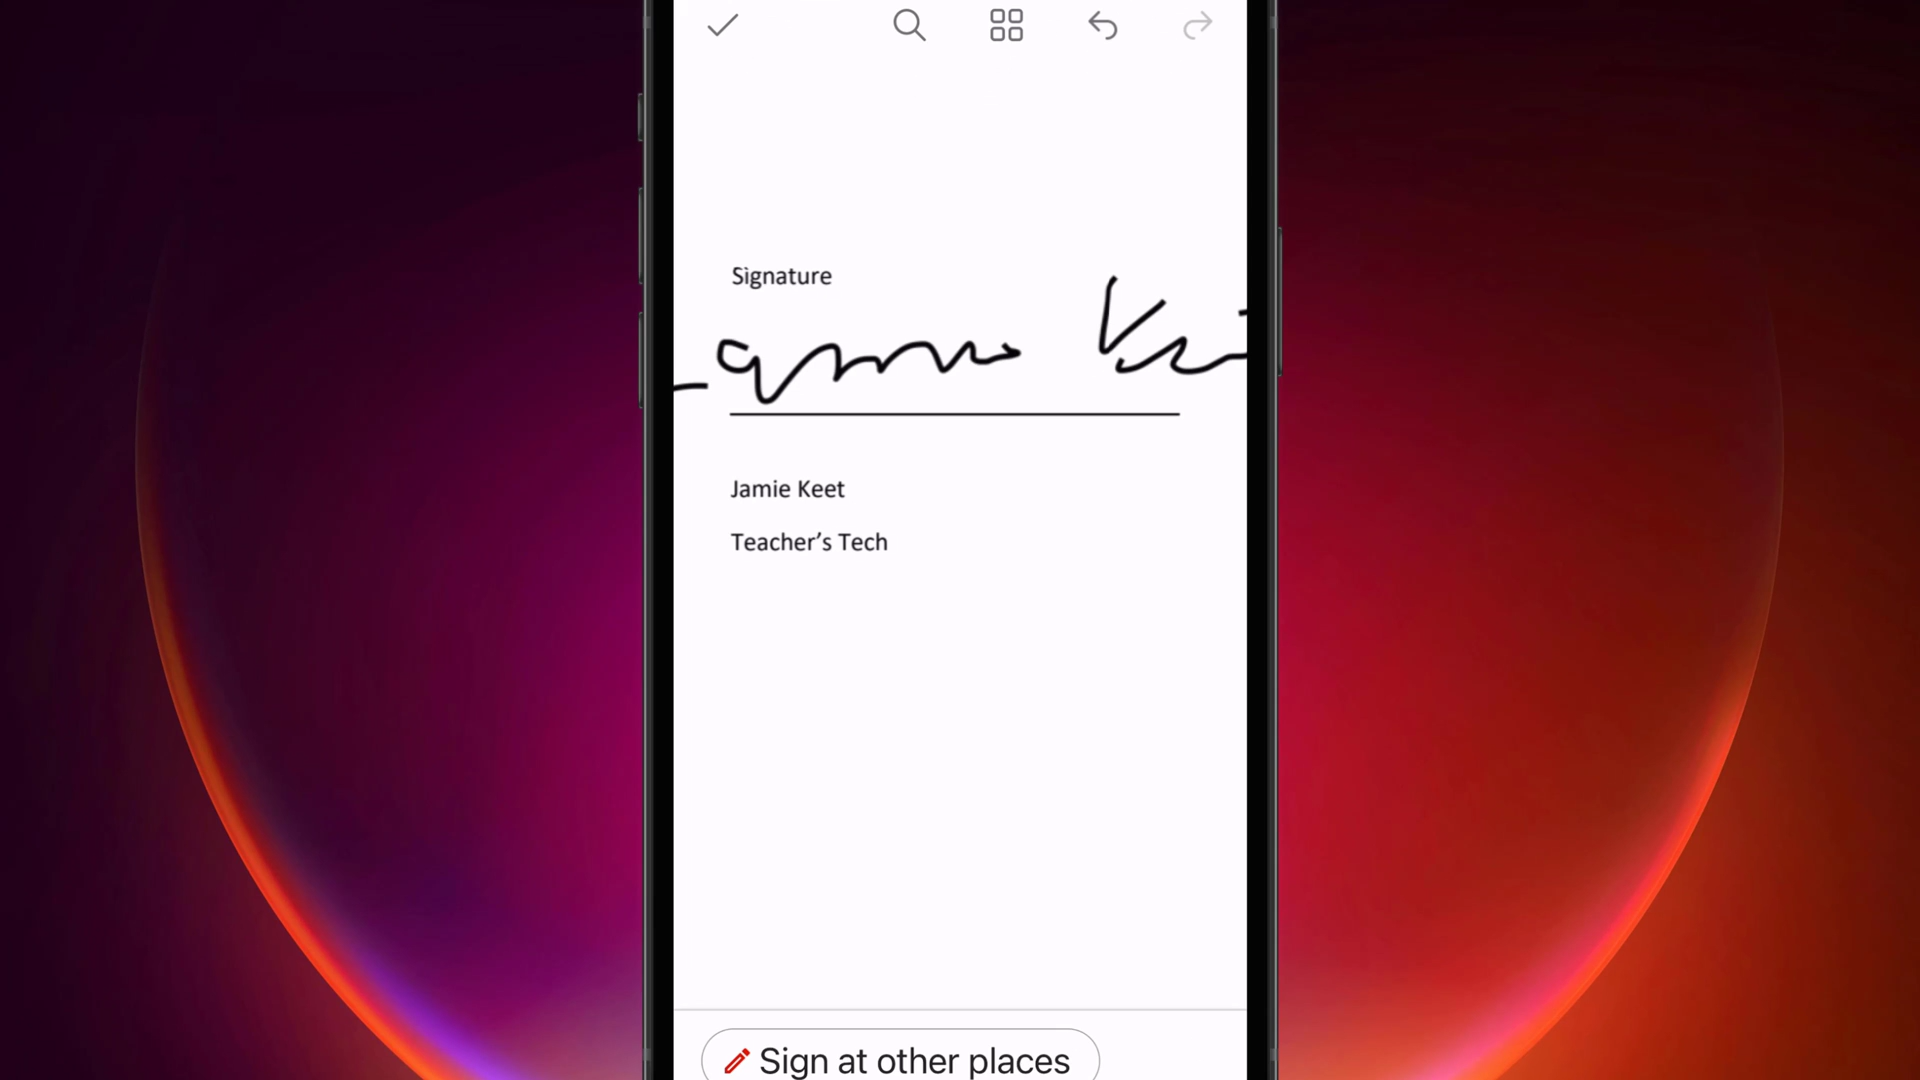 Signature
Jamie Keet
Teacher’s Tech
Sign at other places